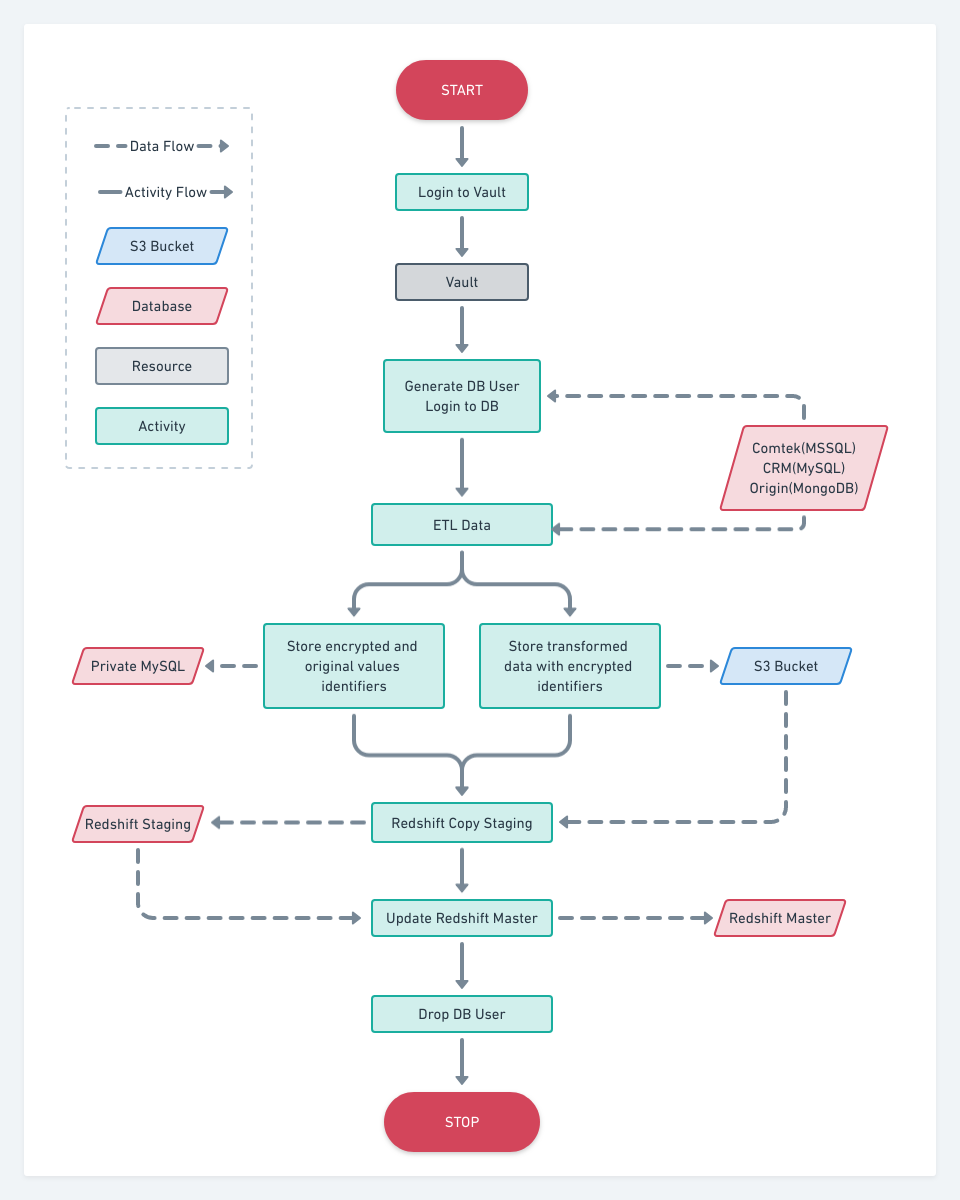 START
Data Flow
Activity Flow
S3 Bucket
Database
Resource
Activity
Login to Vault
Vault
Generate DB User
Login to DB
Comtek(MSSQL)
CRM(MySQL)
Origin(MongoDB)
ETL Data
Private MySQL
Store encrypted and
original values
identifiers
Store transformed
data with encrypted
identifiers
S3 Bucket
Redshift Staging
Redshift Copy Staging
Update Redshift Master
Redshift Master
Drop DB User
STOP